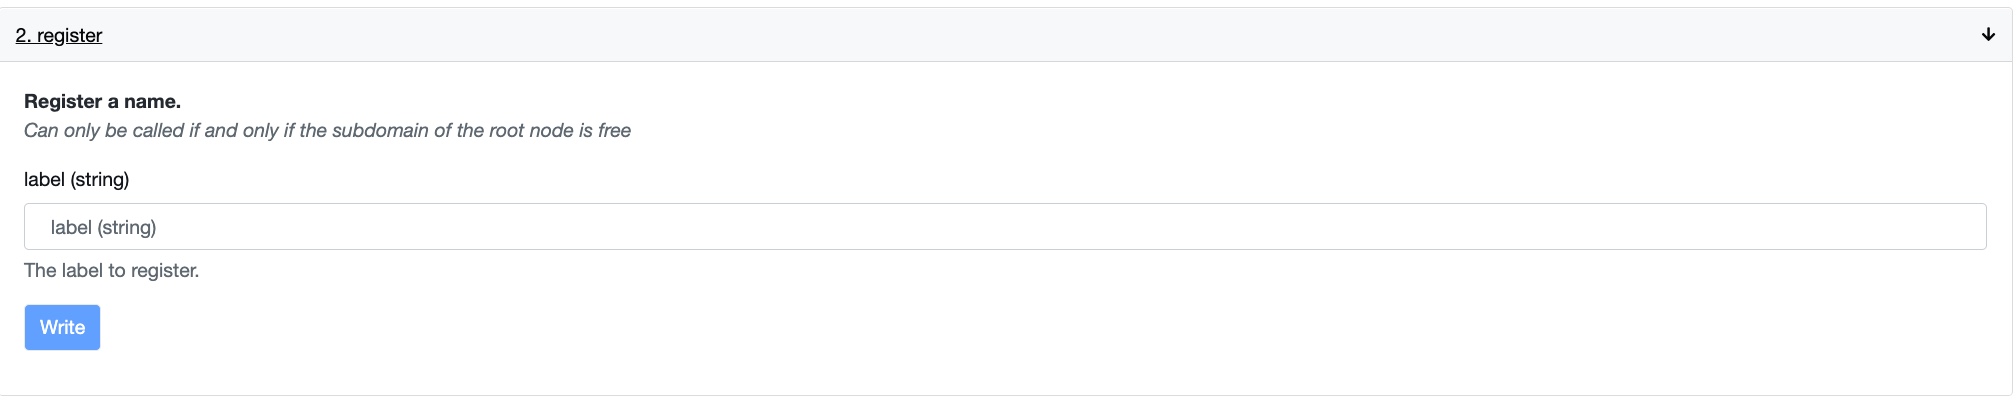 2. register
Register a name.
Can only be called if and only if the subdomain of the root node is free
label (string)
label (string)
The label to register.
Write